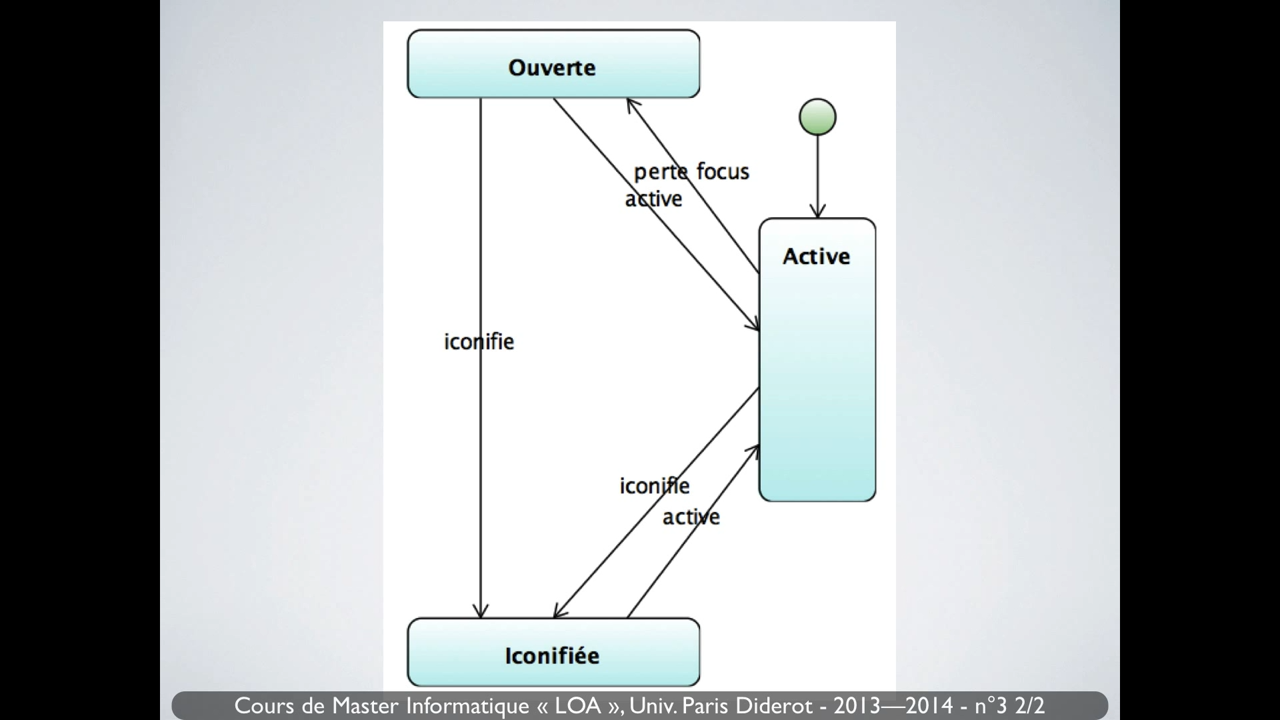 Ouverte
perte focus
active
Active
iconifie
iconifie
active
Iconifiée
Cours de Master Informatique « LOA », Univ. Paris Diderot - 2013—2014 - n°3 2/2